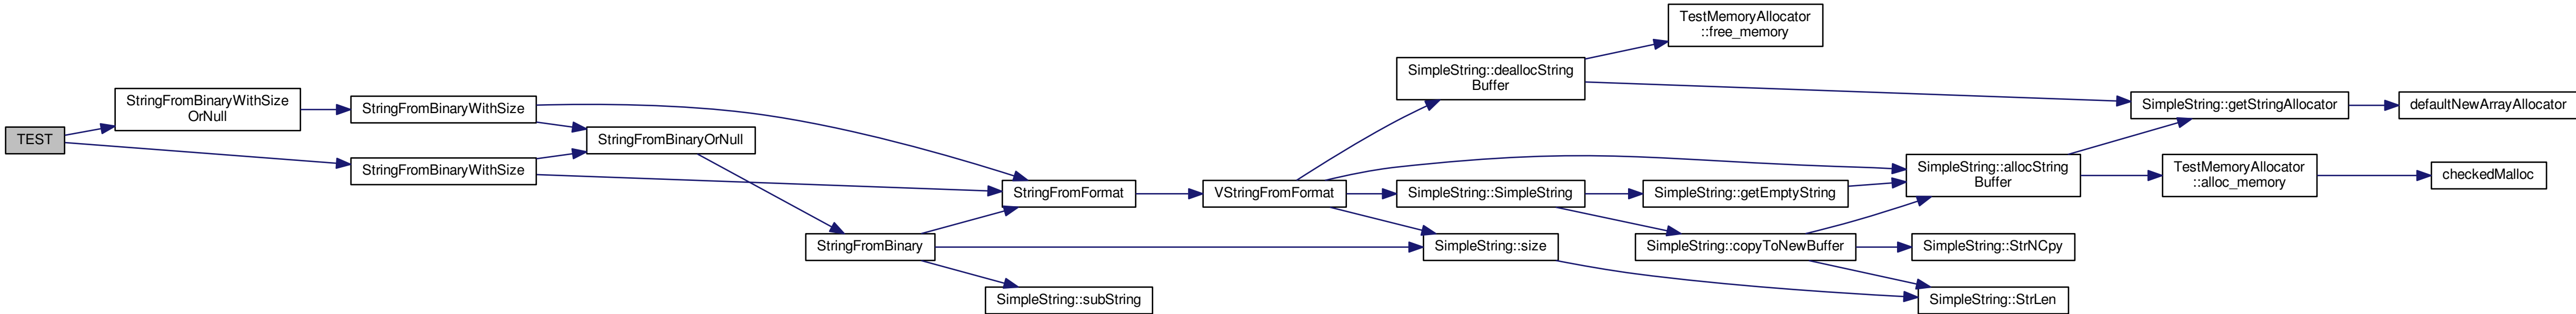 TEST
StringFromBinaryWithSize
OrNull
StringFromBinaryWithSize
StringFromBinaryWithSize
StringFromBinaryOrNull
StringFromBinary
StringFromFormat
SimpleString::subString
VStringFromFormat
SimpleString::deallocString
Buffer
SimpleString::SimpleString
SimpleString::size
TestMemoryAllocator
::free_memory
SimpleString::getEmptyString
SimpleString::copyToNewBuffer
SimpleString::allocString
Buffer
SimpleString::StrNCpy
SimpleString::StrLen
SimpleString::getStringAllocator
TestMemoryAllocator
::alloc_memory
defaultNewArrayAllocator
checkedMalloc